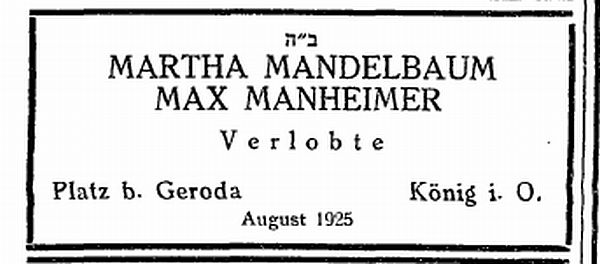 ב״ה
MARTHA MANDELBAUM
MAX MANHEIMER
Verlobte
Platz b. Geroda König i. O.
August 1925